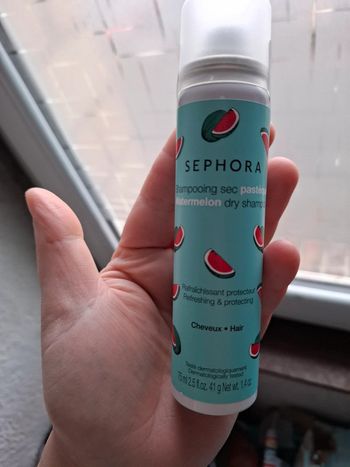 SEPHORA
Shampooing sec pastèque
Watermelon dry shampoo
Rafraîchissant protecteur
Refreshing & protecting
Cheveux • Hair
Testé dermatologiquement
Dermatologically tested
75 ml 2.5 fl.oz. 41 g Net wt. 1.4 oz.